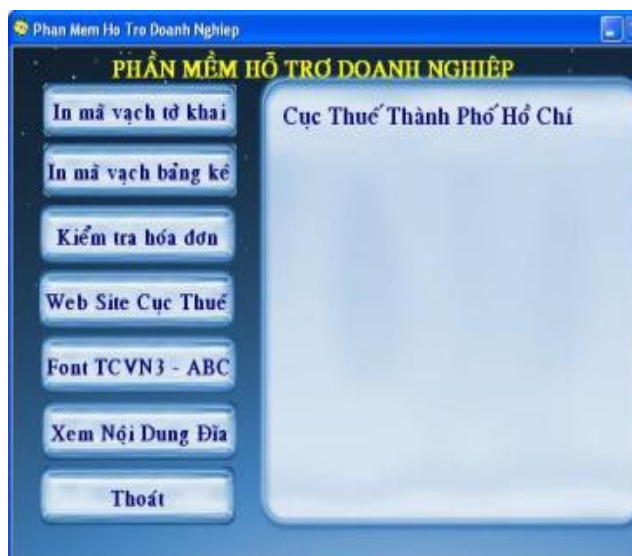 Phan Mem Ho Tro Doanh Nghiep
PHẦN MỀM HỖ TRƠ DOANH NGHIÊP
In mã vạch tờ khai
Cục Thuế Thành Phố Hồ Chí
In mã vạch bảng kê
Kiểm tra hóa đơn
Web Site Cục Thuế
Font TCVN3 - ABC
Xem Nội Dung Đĩa
Thoát